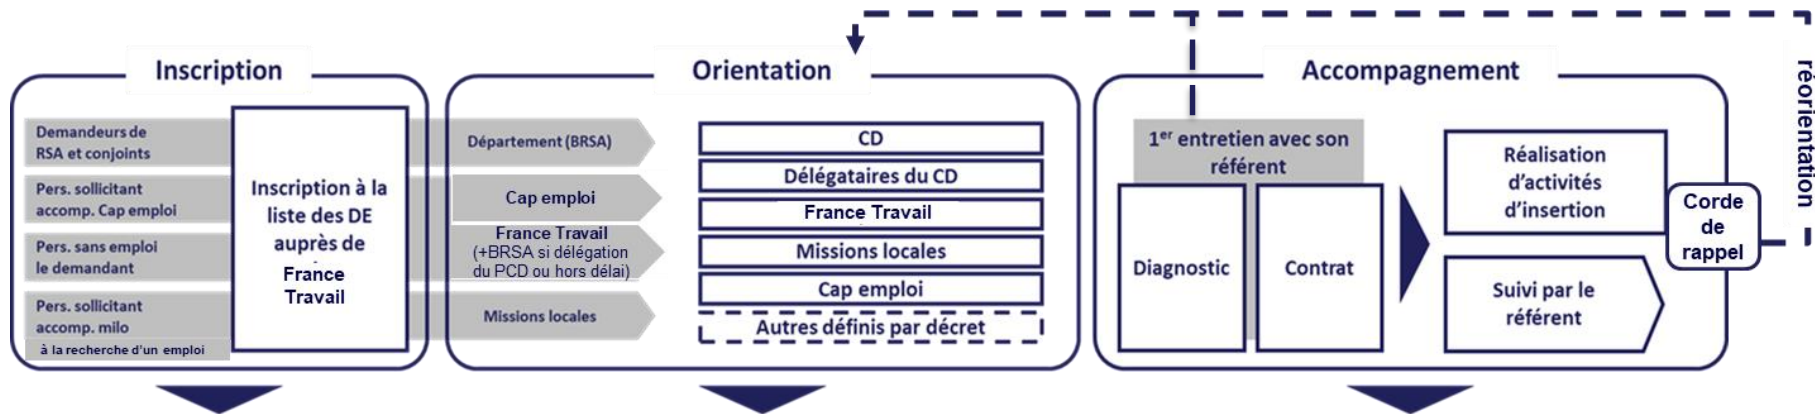 Inscription
Demandeurs de
RSA et conjoints
Pers. sollicitant
accomp. Cap emploi
Pers. sans emploi
le demandant
Pers. sollicitant
accomp. milo
à la recherche d'un emploi
Inscription à la
liste des DE
auprès de
France
Travail
Orientation
Département (BRSA)
Cap emploi
France Travail
(+BRSA si délégation
du PCD ou hors délai)
Missions locales
CD
Délégataires du CD
France Travail
Missions locales
Cap emploi
Autres définis par décret
Accompagnement
1er entretien avec son
référent
Diagnostic
Contrat
Réalisation
d'activités
d'insertion
Suivi par le
référent
Corde
de
rappel
réorientation